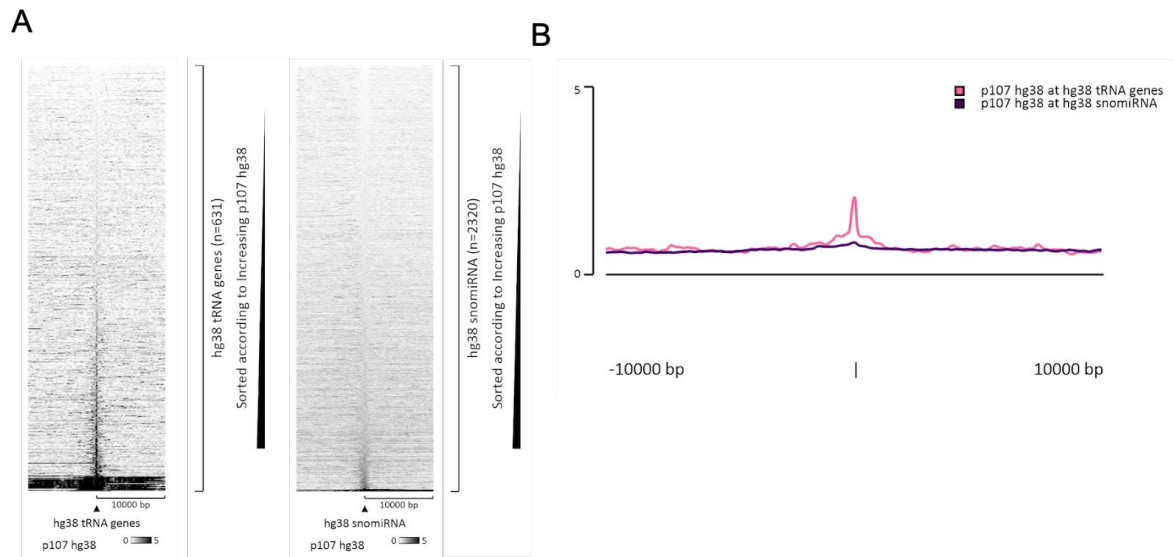 A
hg38 tRNA genes (n=631)
Sorted according to Increasing p107 hg38
10000 bp
hg38 tRNA genes
p107 hg38
0 5
hg38 snomiRNA (n=2320)
Sorted according to Increasing p107 hg38
10000 bp
hg38 snomiRNA
p107 hg38
0 5
B
5
0
p107 hg38 at hg38 tRNA genes
p107 hg38 at hg38 snomiRNA
-10000 bp
10000 bp